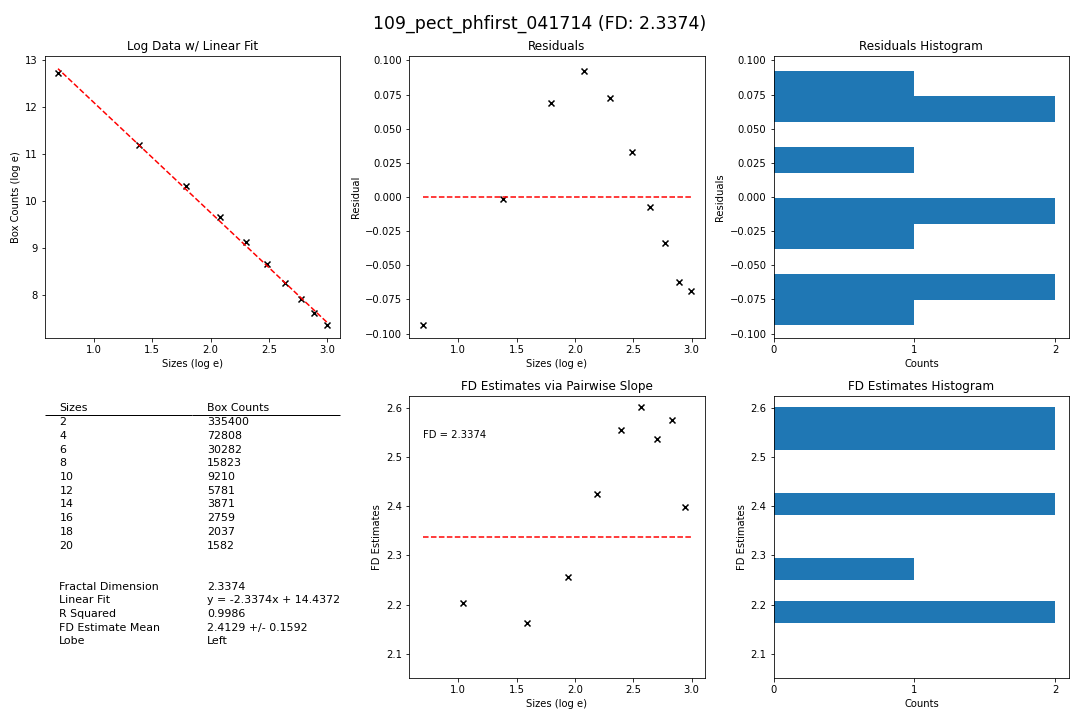 109_pect_phfirst_041714 (FD: 2.3374)
Log Data w/ Linear Fit
13
12
11
10
9
8
Box Counts (log e)
1.0 1.5 2.0 2.5 3.0
Sizes (log e)
Residuals
0.100
0.075
0.050
0.025
0.000
−0.025
−0.050
−0.075
−0.100
Residual
1.0 1.5 2.0 2.5 3.0
Sizes (log e)
Residuals Histogram
0.100
0.075
0.050
0.025
0.000
−0.025
−0.050
−0.075
−0.100
Residuals
0 1 2
Counts
Sizes Box Counts
2 335400
4 72808
6 30282
8 15823
10 9210
12 5781
14 3871
16 2759
18 2037
20 1582
Fractal Dimension 2.3374
Linear Fit y = -2.3374x + 14.4372
R Squared 0.9986
FD Estimate Mean 2.4129 +/- 0.1592
Lobe Left
FD Estimates via Pairwise Slope
2.6
2.5
2.4
2.3
2.2
2.1
FD Estimates
FD = 2.3374
1.0 1.5 2.0 2.5 3.0
Sizes (log e)
FD Estimates Histogram
2.6
2.5
2.4
2.3
2.2
2.1
FD Estimates
0 1 2
Counts